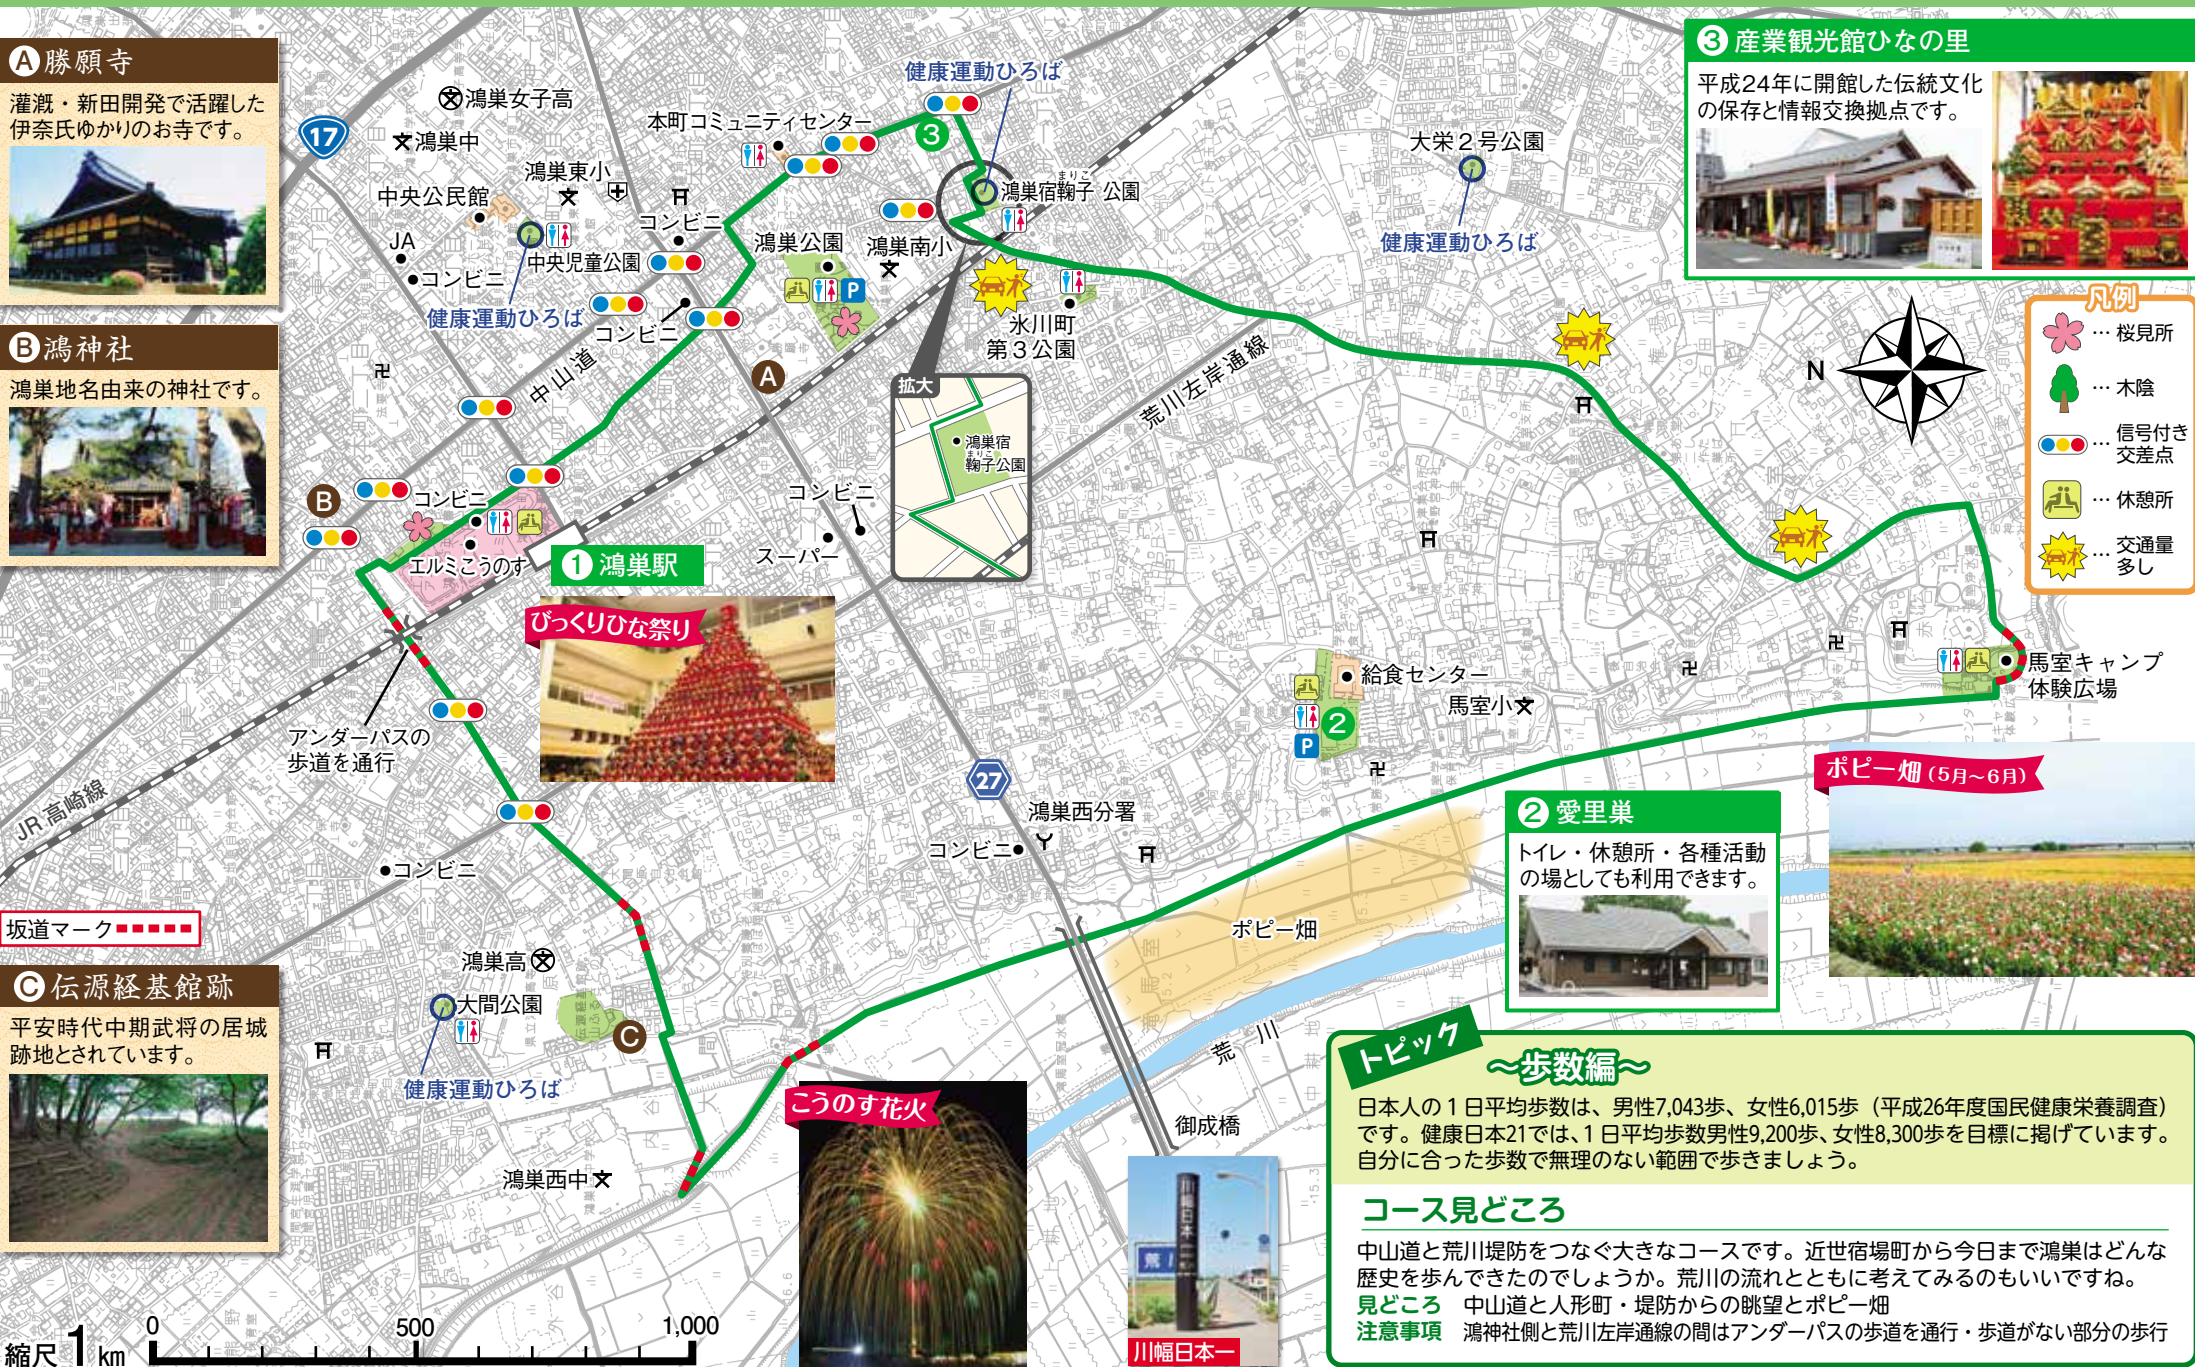 A 勝願寺
灌漑・新田開発で活躍した
伊奈氏ゆかりのお寺です。
B 鴻神社
鴻巣地名由来の神社です。
17
鴻巣女子高
鴻巣中
鴻巣東小
中央公民館
JA
コンビニ
中央児童公園
健康運動ひろば
コンビニ
コンビニ
中山道
本町コミュニティセンター
健康運動ひろば
3
鴻巣宿鞠子 公園
まりこ
鴻巣公園
鴻巣南小
P
A
氷川町
第3公園
荒川左岸通線
拡大
鴻巣宿
まりこ
鞠子公園
大栄2号公園
健康運動ひろば
3 産業観光館ひなの里
平成24年に開館した伝統文化
の保存と情報交換拠点です。
凡例
… 桜見所
… 木陰
… 信号付き
交差点
… 休憩所
… 交通量
多し
N
B
コンビニ
エルミこうのす
1 鴻巣駅
びっくりひな祭り
コンビニ
スーパー
アンダーパスの
歩道を通行
JR高崎線
コンビニ
坂道マーク
27
鴻巣西分署
コンビニ
給食センター
2
P
馬室小
馬室キャンプ
体験広場
ポピー畑(5月~6月)
2 愛里巣
トイレ・休憩所・各種活動
の場としても利用できます。
ポピー畑
荒川
御成橋
C 伝源経基館跡
平安時代中期武将の居城
跡地とされています。
鴻巣高
大間公園
C
健康運動ひろば
鴻巣西中
こうのす花火
川幅日本一
荒川
川幅日本一
トピック
~歩数編~
日本人の1日平均歩数は、男性7,043歩、女性6,015歩(平成26年度国民健康栄養調査)
です。健康日本21では、1日平均歩数男性9,200歩、女性8,300歩を目標に掲げています。
自分に合った歩数で無理のない範囲で歩きましょう。
コース見どころ
中山道と荒川堤防をつなぐ大きなコースです。近世宿場町から今日まで鴻巣はどんな
歴史を歩んできたのでしょうか。荒川の流れとともに考えてみるのもいいですね。
見どころ 中山道と人形町・堤防からの眺望とポピー畑
注意事項 鴻神社側と荒川左岸通線の間はアンダーパスの歩道を通行・歩道がない部分の歩行
縮尺 1km
0 500 1,000